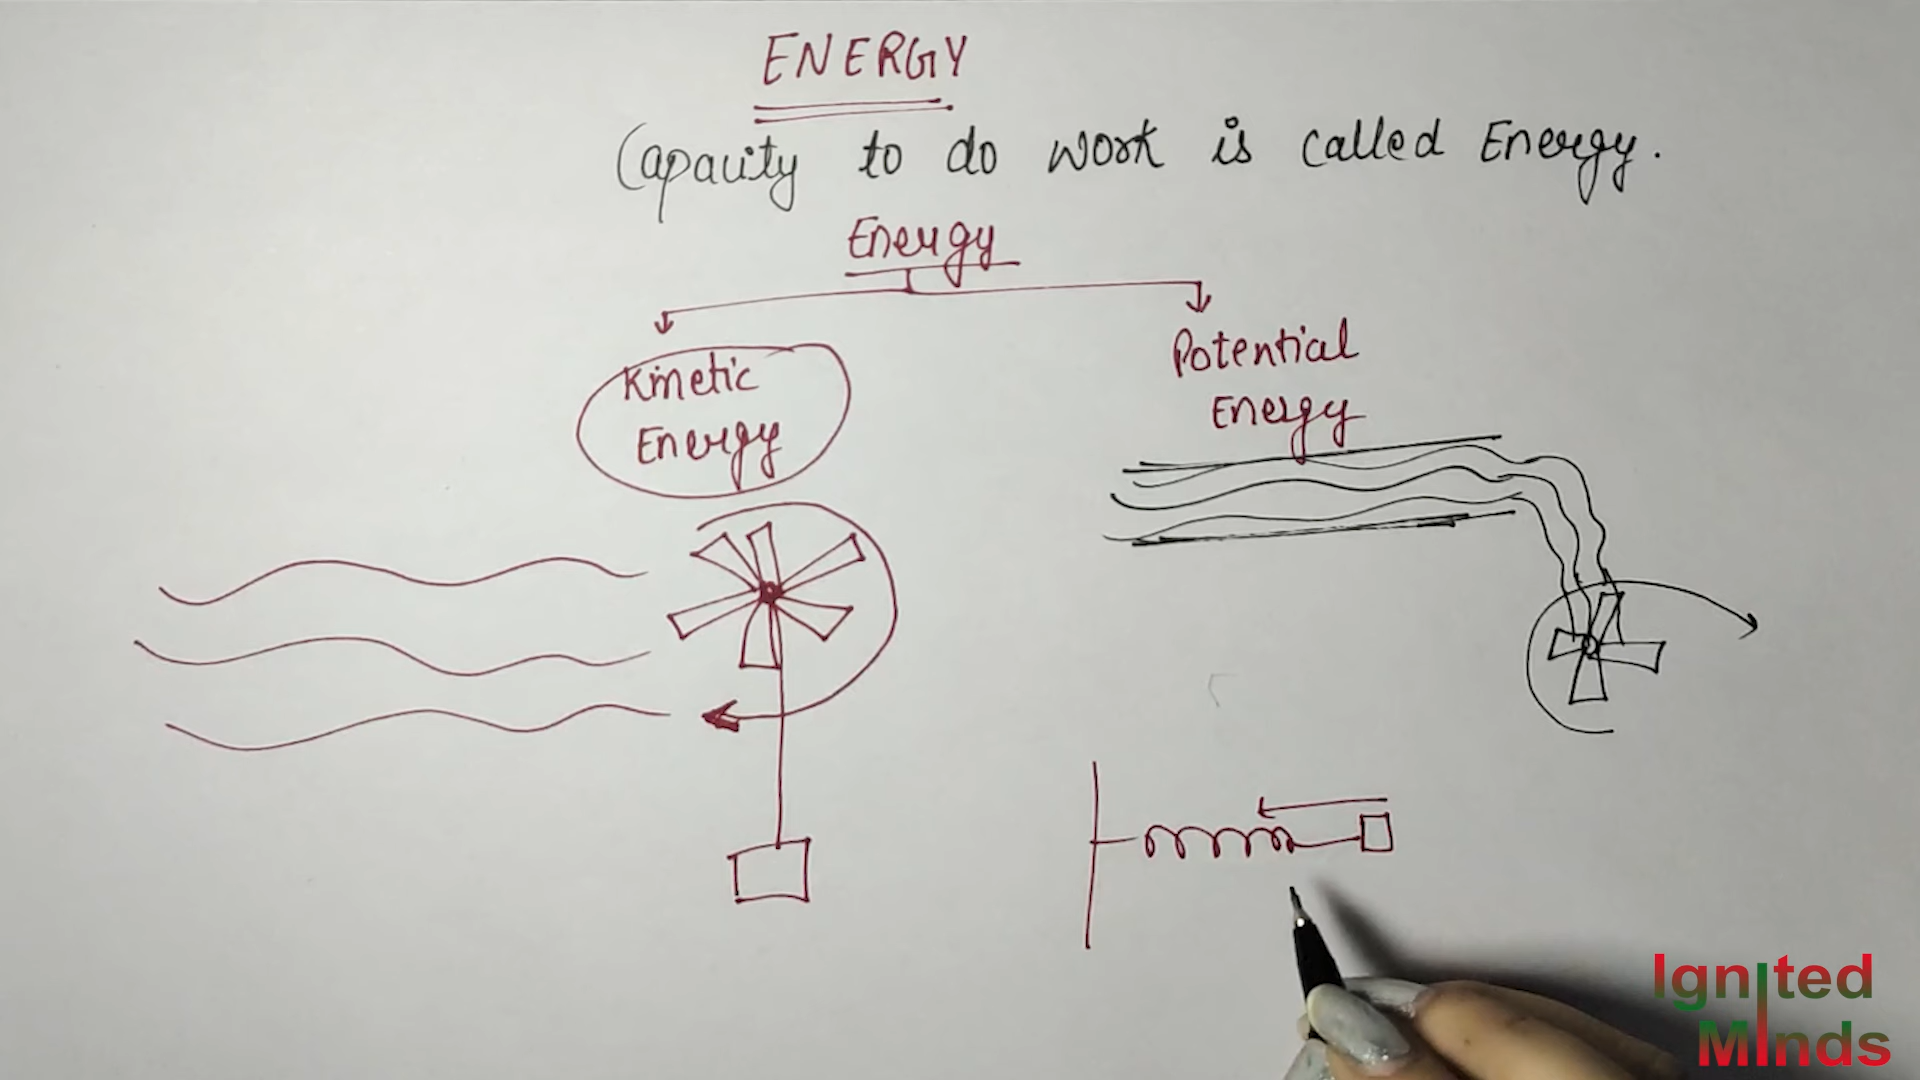 ENERGY
Capacity to do work is called Energy.
Energy
Kinetic
Energy
Potential
Energy
Ignited
Minds